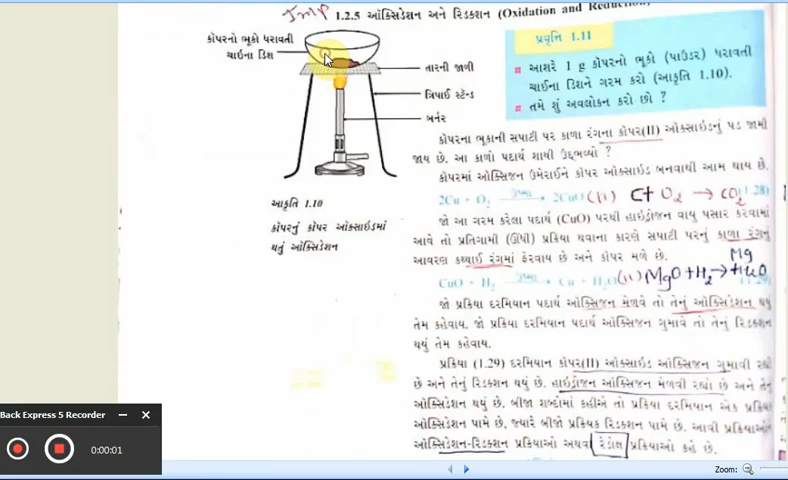 Imp 1.2.5 ઑક્સિડેશન અને રિડક્શન (Oxidation and Reduction)
કૉપરનો ભૂકો ધરાવતી
ચાઇના ડિશ
તારની જાળી
ત્રિપાઈ સ્ટૅન્ડ
બર્નર
આકૃતિ 1.10
કૉપરનું કૉપર ઑક્સાઇડમાં
થતું ઑક્સિડેશન
પ્રવૃત્તિ 1.11
આશરે 1 g કૉપરનો ભૂકો (પાઉડર) ધરાવતી
ચાઈના ડિશને ગરમ કરો (આકૃતિ 1.10).
તમે શું અવલોકન કરો છો ?
કૉપરના ભૂકાની સપાટી પર કાળા રંગના કૉપર(II) ઑક્સાઇડનું પડ જામી
જાય છે. આ કાળો પદાર્થ શાથી ઉદ્દભવ્યો ?
કૉપરમાં ઑક્સિજન ઉમેરાઈને કૉપર ઑક્સાઇડ બનવાથી આમ થાય છે.
2Cu + O₂ ઉષ્મા → 2CuO (II) C+ O₂ → CO₂ (1.28)
જો આ ગરમ કરેલા પદાર્થ (CuO) પરથી હાઇડ્રોજન વાયુ પસાર કરવામાં
આવે તો પ્રતિગામી (ઊંધી) પ્રક્રિયા થવાના કારણે સપાટી પરનું કાળા રંગનું
આવરણ કથ્થાઈ રંગમાં ફેરવાય છે અને કૉપર મળે છે. Mg
CuO + H₂ ઉષ્મા → Cu + H₂O (II) MgO + H₂ → + H₂O
જો પ્રક્રિયા દરમિયાન પદાર્થ ઑક્સિજન મેળવે તો તેનું ઑક્સિડેશન થયું
તેમ કહેવાય. જો પ્રક્રિયા દરમિયાન પદાર્થ ઑક્સિજન ગુમાવે તો તેનું રિડક્શન
થયું તેમ કહેવાય.
પ્રક્રિયા (1.29) દરમિયાન કૉપર(II) ઑક્સાઇડ ઑક્સિજન ગુમાવી રહ્યો
છે અને તેનું રિડક્શન થયું છે. હાઇડ્રોજન ઑક્સિજન મેળવી રહ્યો છે અને તેનું
ઑક્સિડેશન થયું છે. બીજા શબ્દોમાં કહીએ તો પ્રક્રિયા દરમિયાન એક પ્રક્રિયક
ઑક્સિડેશન પામે છે, જ્યારે બીજો પ્રક્રિયક રિડક્શન પામે છે. આવી પ્રક્રિયાઓને
ઑક્સિડેશન-રિડક્શન પ્રક્રિયાઓ અથવા રેડૉક્ષ પ્રક્રિયાઓ કહે છે.
Back Express 5 Recorder
0:00:01
Zoom: